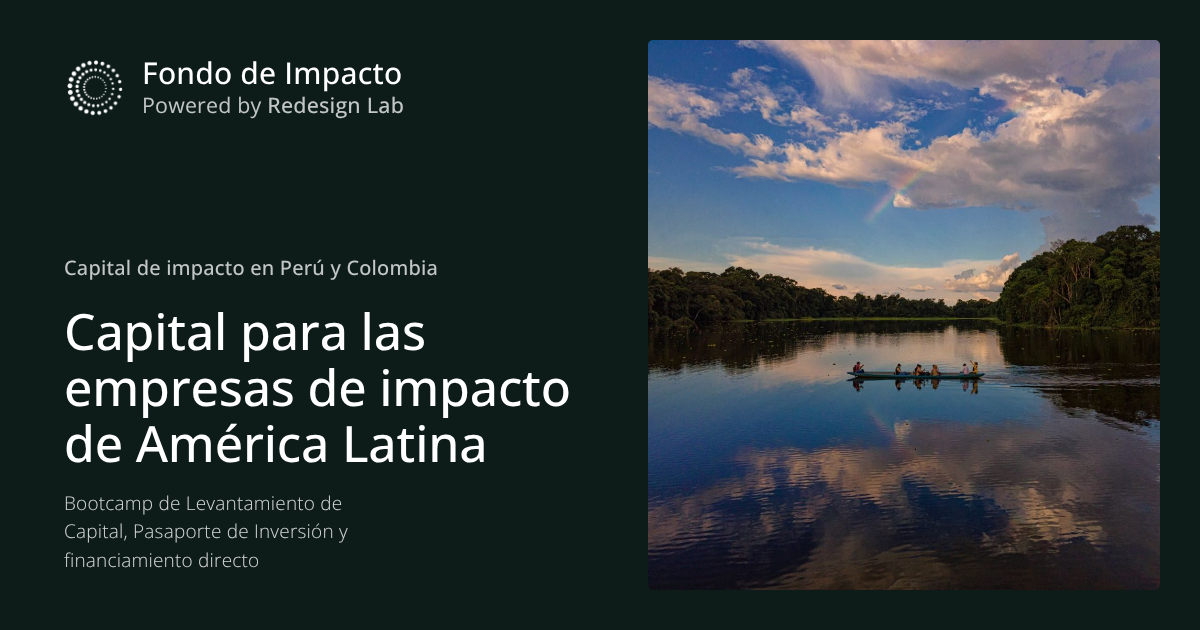 Fondo de Impacto
Powered by Redesign Lab
Capital de impacto en Perú y Colombia
Capital para las
empresas de impacto
de América Latina
Bootcamp de Levantamiento de
Capital, Pasaporte de Inversión y
financiamiento directo